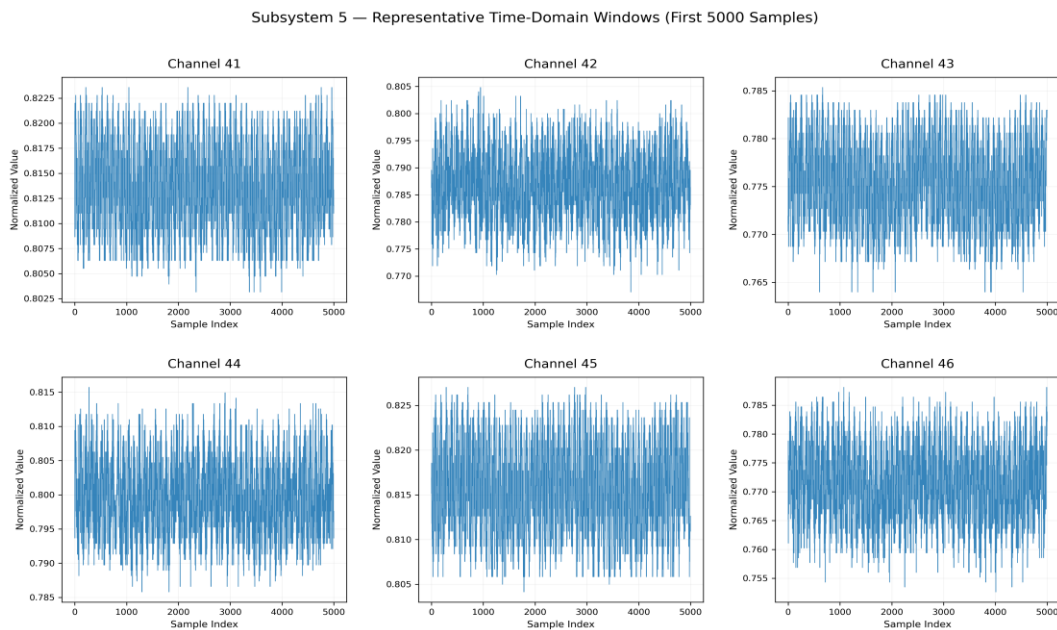 Subsystem 5 — Representative Time-Domain Windows (First 5000 Samples)
Channel 41
Channel 42
Channel 43
0.8225
0.8200
0.8175
0.8150
0.8125
0.8100
0.8075
0.8050
0.8025
Normalized Value
0 1000 2000 3000 4000 5000
Sample Index
0.805
0.800
0.795
0.790
0.785
0.780
0.775
0.770
Normalized Value
0 1000 2000 3000 4000 5000
Sample Index
0.785
0.780
0.775
0.770
0.765
Normalized Value
0 1000 2000 3000 4000 5000
Sample Index
Channel 44
Channel 45
Channel 46
0.815
0.810
0.805
0.800
0.795
0.790
0.785
Normalized Value
0 1000 2000 3000 4000 5000
Sample Index
0.825
0.820
0.815
0.810
0.805
Normalized Value
0 1000 2000 3000 4000 5000
Sample Index
0.785
0.780
0.775
0.770
0.765
0.760
0.755
Normalized Value
0 1000 2000 3000 4000 5000
Sample Index